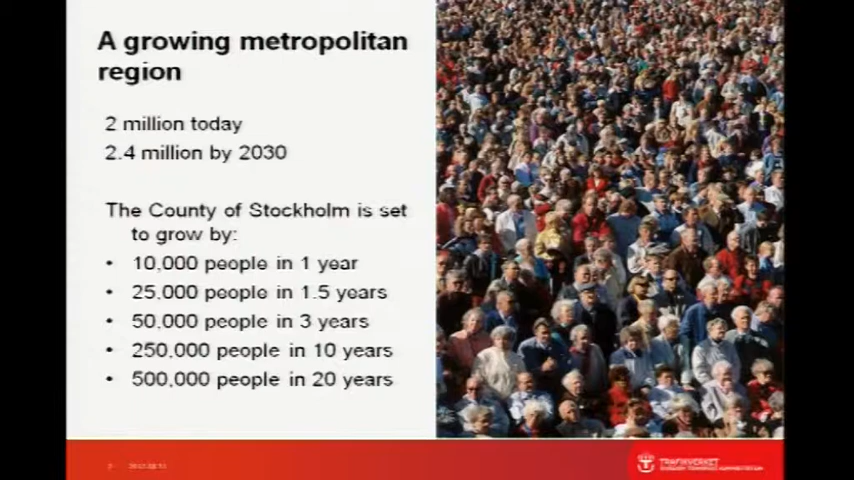 A growing metropolitan
region
2 million today
2.4 million by 2030
The County of Stockholm is set
to grow by:
• 10,000 people in 1 year
• 25,000 people in 1.5 years
• 50,000 people in 3 years
• 250,000 people in 10 years
• 500,000 people in 20 years
TRAFIKVERKET